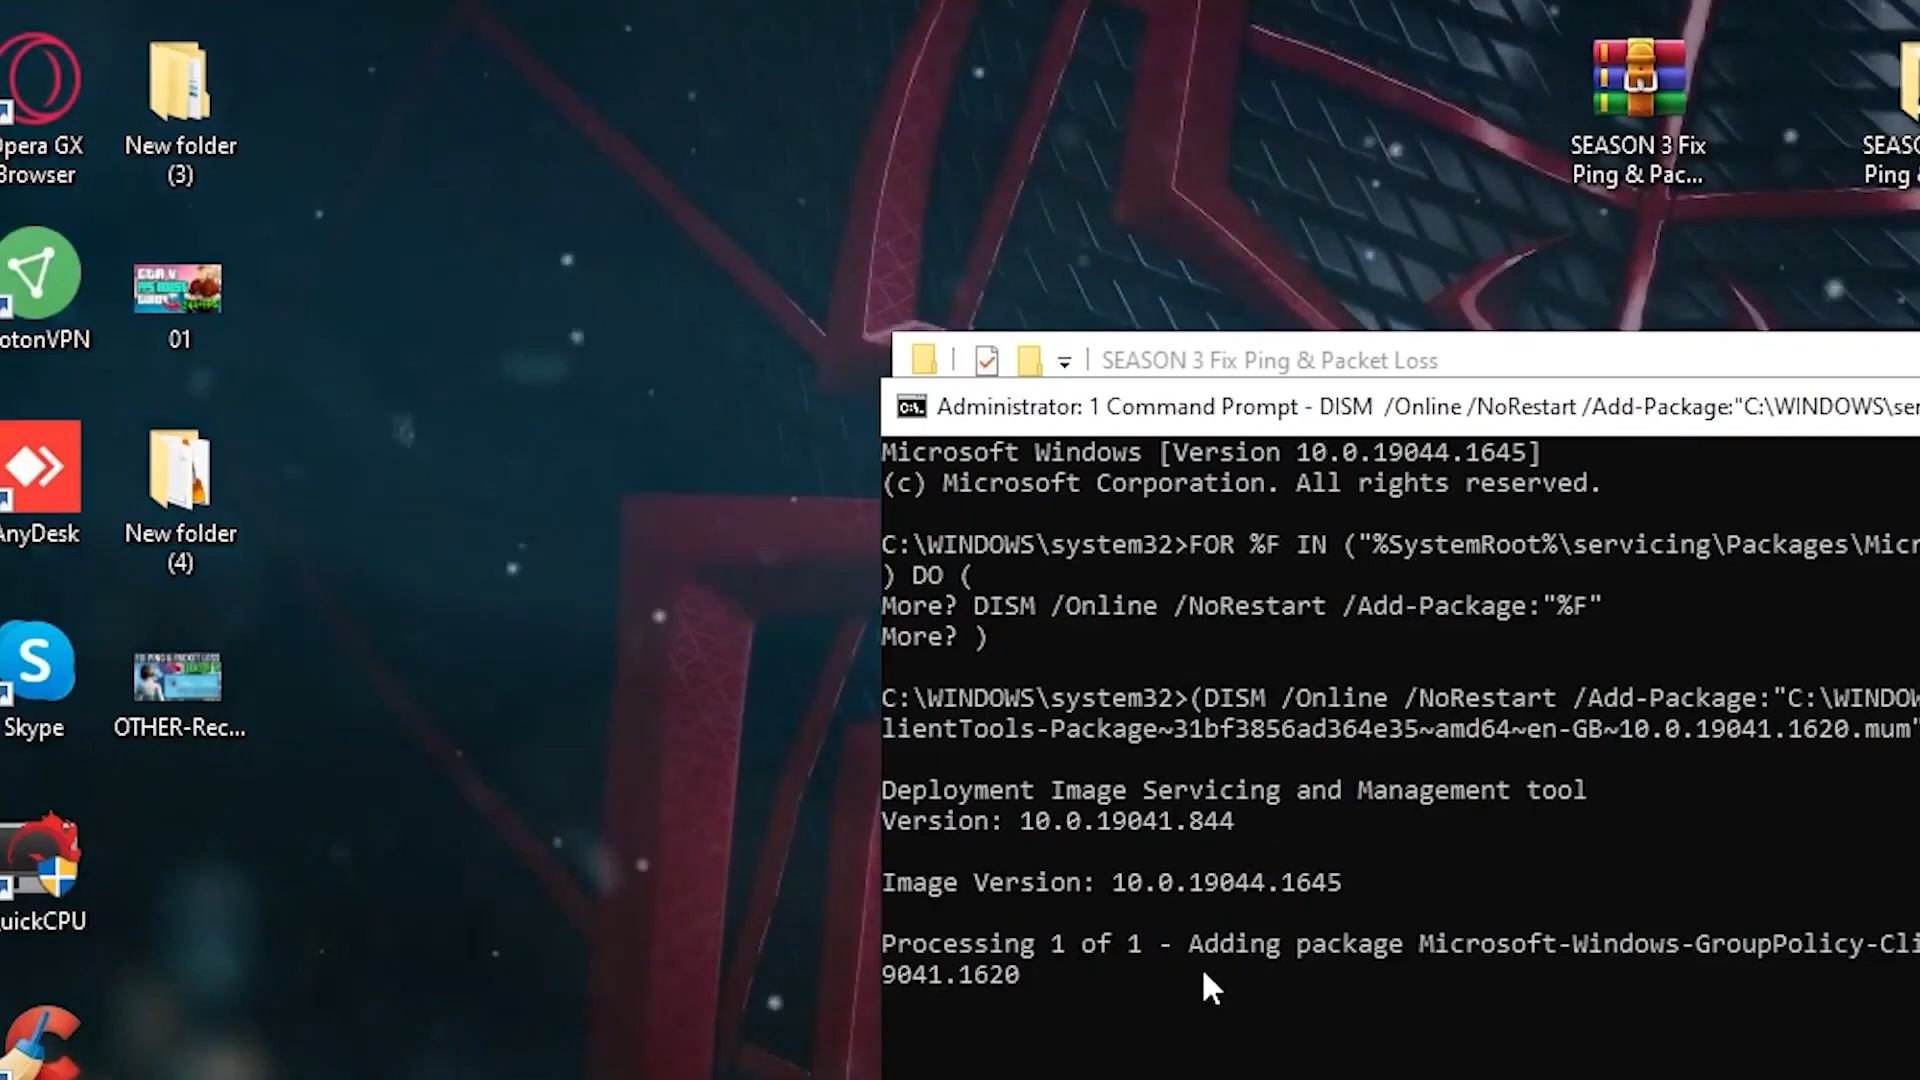 Opera GX
Browser
New folder
(3)
otonVPN
01
AnyDesk
New folder
(4)
Skype
OTHER-Rec...
uickCPU
SEASON 3 Fix
Ping & Pac...
SEASO
Ping &
SEASON 3 Fix Ping & Packet Loss
Administrator: 1 Command Prompt - DISM /Online /NoRestart /Add-Package:"C:\WINDOWS\ser
Microsoft Windows [Version 10.0.19044.1645]
(c) Microsoft Corporation. All rights reserved.
C:\WINDOWS\system32>FOR %F IN ("%SystemRoot%\servicing\Packages\Micr
) DO (
More? DISM /Online /NoRestart /Add-Package:"%F"
More? )
C:\WINDOWS\system32>(DISM /Online /NoRestart /Add-Package:"C:\WINDOW
lientTools-Package~31bf3856ad364e35~amd64~en-GB~10.0.19041.1620.mum"
Deployment Image Servicing and Management tool
Version: 10.0.19041.844
Image Version: 10.0.19044.1645
Processing 1 of 1 - Adding package Microsoft-Windows-GroupPolicy-Cli
9041.1620